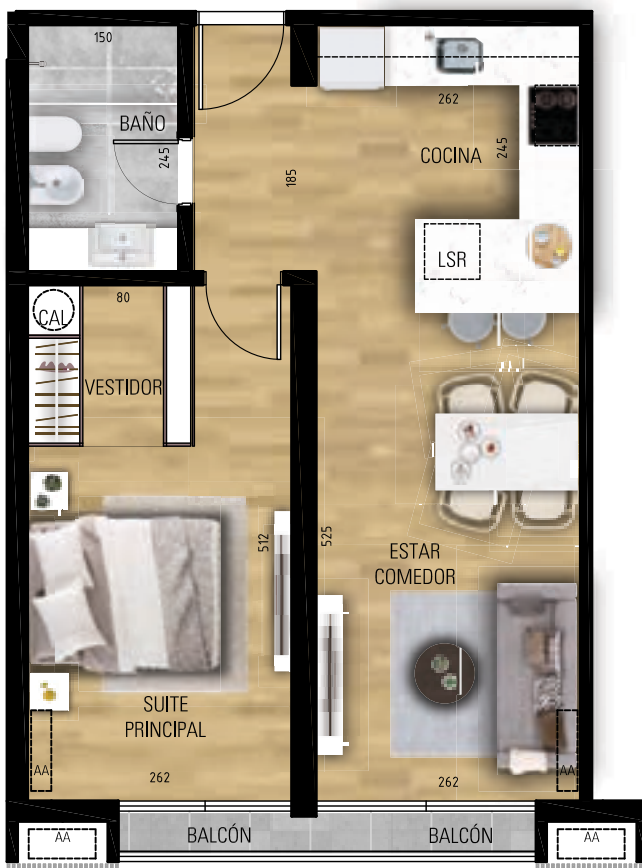 150
BAÑO
245
262
COCINA
245
185
LSR
CAL
80
VESTIDOR
512
525
ESTAR
COMEDOR
SUITE
PRINCIPAL
AA
262
262
AA
AA
BALCÓN
BALCÓN
AA